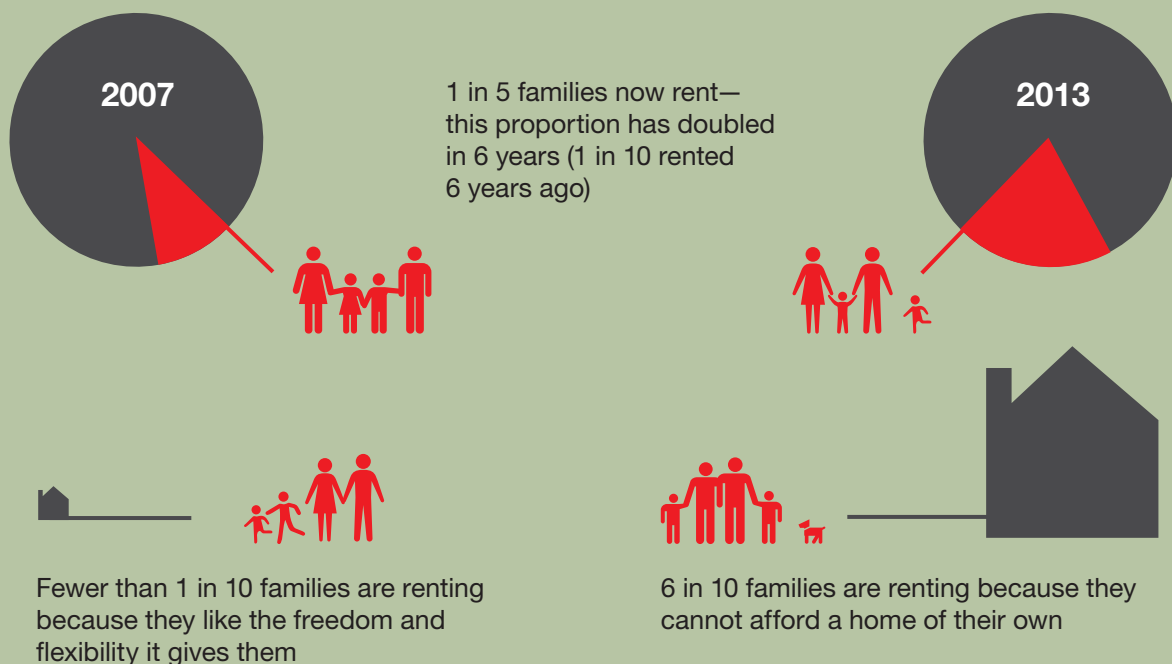 2007
1 in 5 families now rent—
this proportion has doubled
in 6 years (1 in 10 rented
6 years ago)
2013
Fewer than 1 in 10 families are renting
because they like the freedom and
flexibility it gives them
6 in 10 families are renting because they
cannot afford a home of their own